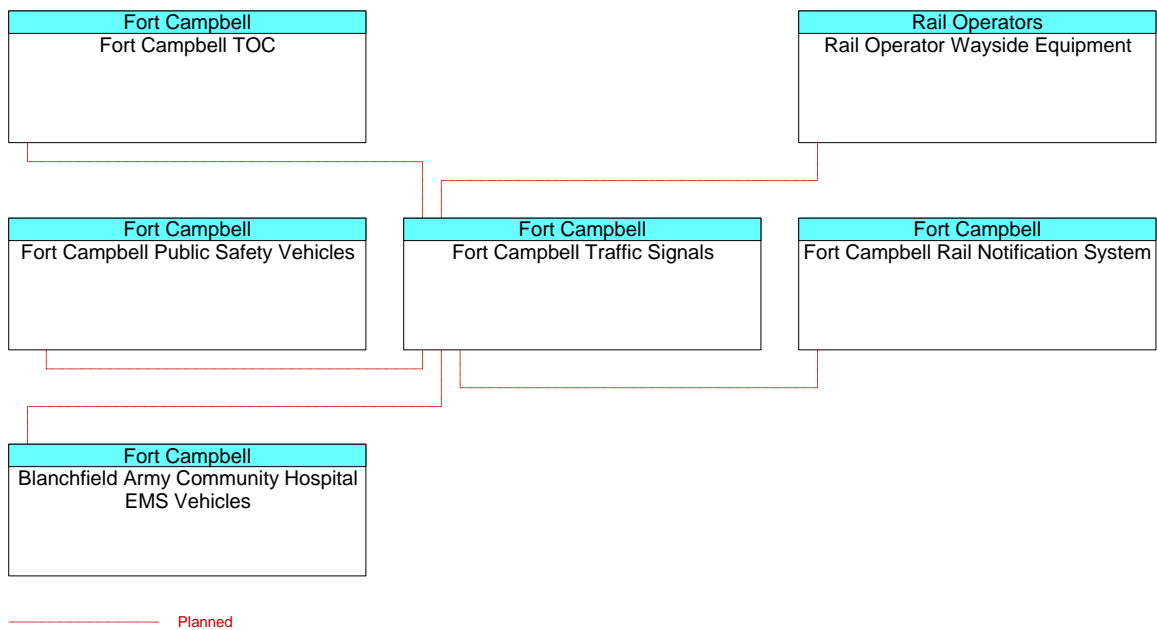 Fort Campbell
Fort Campbell TOC
Rail Operators
Rail Operator Wayside Equipment
Fort Campbell
Fort Campbell Public Safety Vehicles
Fort Campbell
Fort Campbell Traffic Signals
Fort Campbell
Fort Campbell Rail Notification System
Fort Campbell
Blanchfield Army Community Hospital
EMS Vehicles
Planned